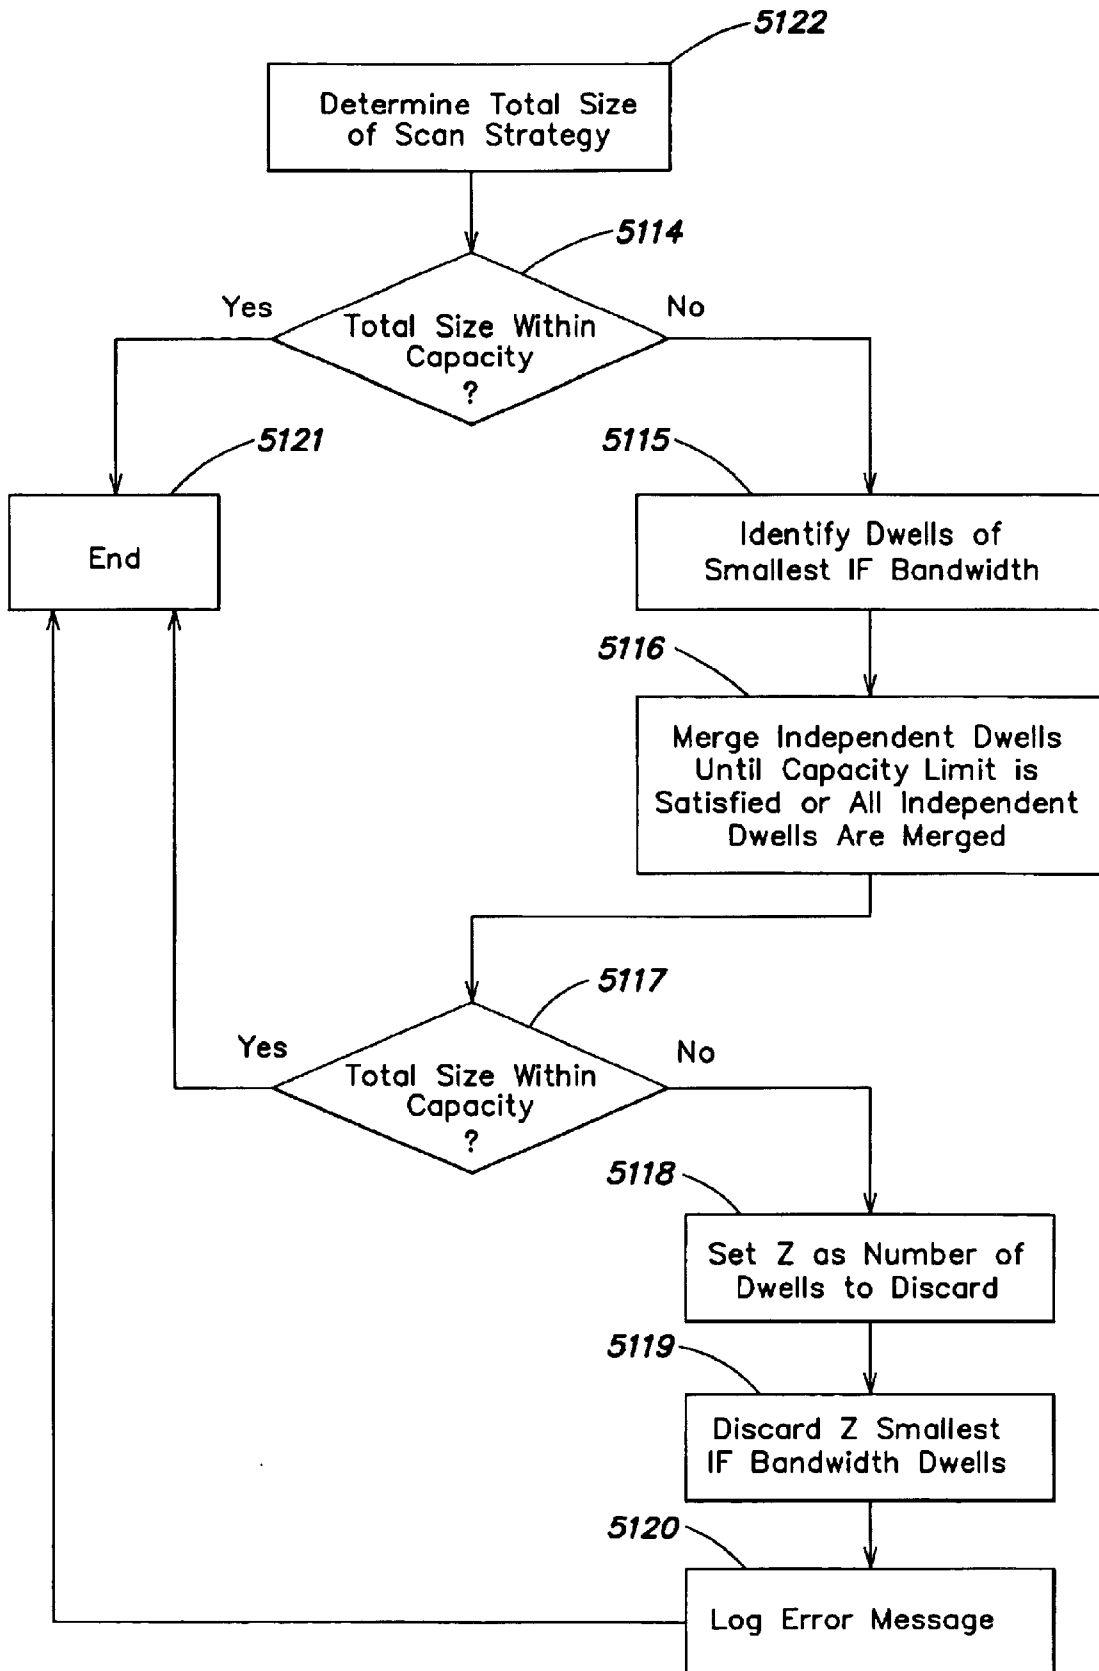 5122
Determine Total Size
of Scan Strategy
5114
Yes
No
Total Size Within
Capacity
?
5121
5115
End
Identify Dwells of
Smallest IF Bandwidth
5116
Merge Independent Dwells
Until Capacity Limit is
Satisfied or All Independent
Dwells Are Merged
5117
Yes
No
Total Size Within
Capacity
?
5118
Set Z as Number of
Dwells to Discard
5119
Discard Z Smallest
IF Bandwidth Dwells
5120
Log Error Message